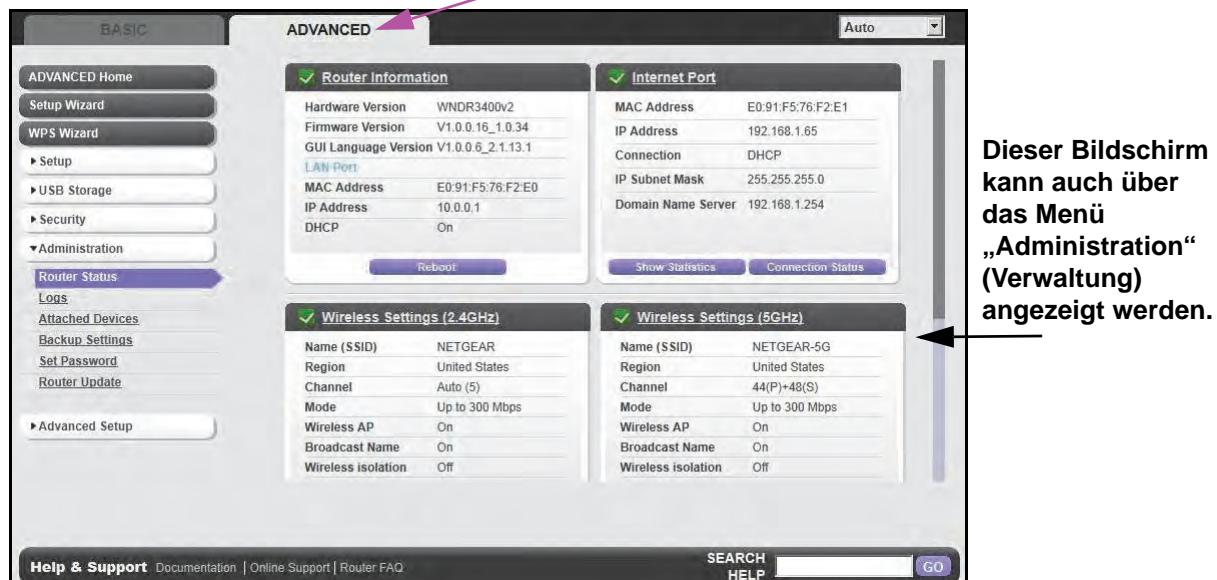 BASIC
ADVANCED
Auto
ADVANCED Home
Setup Wizard
WPS Wizard
Setup
USB Storage
Security
Administration
Router Status
Logs
Attached Devices
Backup Settings
Set Password
Router Update
Advanced Setup
Router Information
Hardware Version WNDR3400v2
Firmware Version V1.0.0.16_1.0.34
GUI Language Version V1.0.0.6_2.1.13.1
LAN Port
MAC Address E0:91:F5:76:F2:E0
IP Address 10.0.0.1
DHCP On
Reboot
Internet Port
MAC Address E0:91:F5:76:F2:E1
IP Address 192.168.1.65
Connection DHCP
IP Subnet Mask 255.255.255.0
Domain Name Server 192.168.1.254
Show Statistics Connection Status
Wireless Settings (2.4GHz)
Name (SSID) NETGEAR
Region United States
Channel Auto (5)
Mode Up to 300 Mbps
Wireless AP On
Broadcast Name On
Wireless isolation Off
Wireless Settings (5GHz)
Name (SSID) NETGEAR-5G
Region United States
Channel 44(P)+48(S)
Mode Up to 300 Mbps
Wireless AP On
Broadcast Name On
Wireless isolation Off
Dieser Bildschirm
kann auch über
das Menü
„Administration“
(Verwaltung)
angezeigt werden.
Help & Support Documentation | Online Support | Router FAQ
SEARCH
HELP
GO